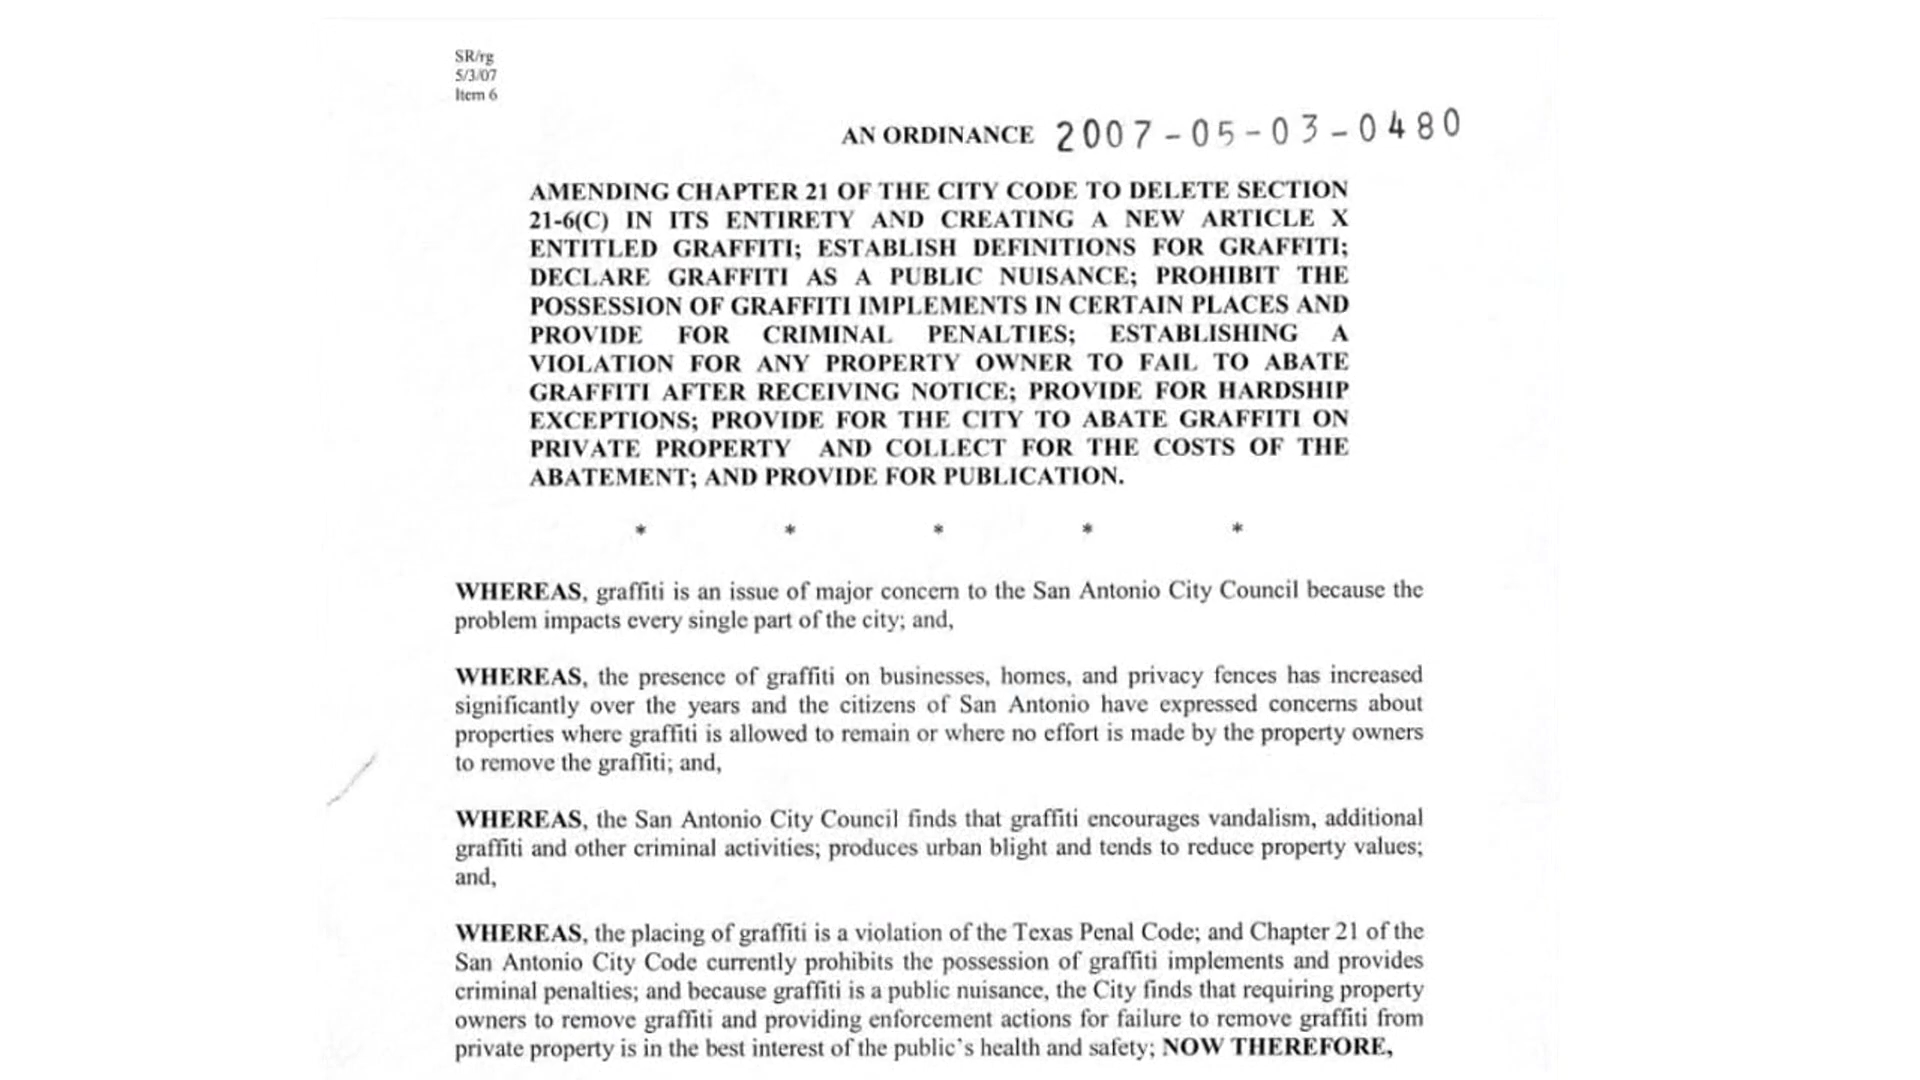 SR/rg
5/3/07
Item 6
AN ORDINANCE 2007-05-03-0480
AMENDING CHAPTER 21 OF THE CITY CODE TO DELETE SECTION
21-6(C) IN ITS ENTIRETY AND CREATING A NEW ARTICLE X
ENTITLED GRAFFITI; ESTABLISH DEFINITIONS FOR GRAFFITI;
DECLARE GRAFFITI AS A PUBLIC NUISANCE; PROHIBIT THE
POSSESSION OF GRAFFITI IMPLEMENTS IN CERTAIN PLACES AND
PROVIDE FOR CRIMINAL PENALTIES; ESTABLISHING A
VIOLATION FOR ANY PROPERTY OWNER TO FAIL TO ABATE
GRAFFITI AFTER RECEIVING NOTICE; PROVIDE FOR HARDSHIP
EXCEPTIONS; PROVIDE FOR THE CITY TO ABATE GRAFFITI ON
PRIVATE PROPERTY AND COLLECT FOR THE COSTS OF THE
ABATEMENT; AND PROVIDE FOR PUBLICATION.
* * * * *
WHEREAS, graffiti is an issue of major concern to the San Antonio City Council because the
problem impacts every single part of the city; and,
WHEREAS, the presence of graffiti on businesses, homes, and privacy fences has increased
significantly over the years and the citizens of San Antonio have expressed concerns about
properties where graffiti is allowed to remain or where no effort is made by the property owners
to remove the graffiti; and,
WHEREAS, the San Antonio City Council finds that graffiti encourages vandalism, additional
graffiti and other criminal activities; produces urban blight and tends to reduce property values;
and,
WHEREAS, the placing of graffiti is a violation of the Texas Penal Code; and Chapter 21 of the
San Antonio City Code currently prohibits the possession of graffiti implements and provides
criminal penalties; and because graffiti is a public nuisance, the City finds that requiring property
owners to remove graffiti and providing enforcement actions for failure to remove graffiti from
private property is in the best interest of the public's health and safety; NOW THEREFORE,